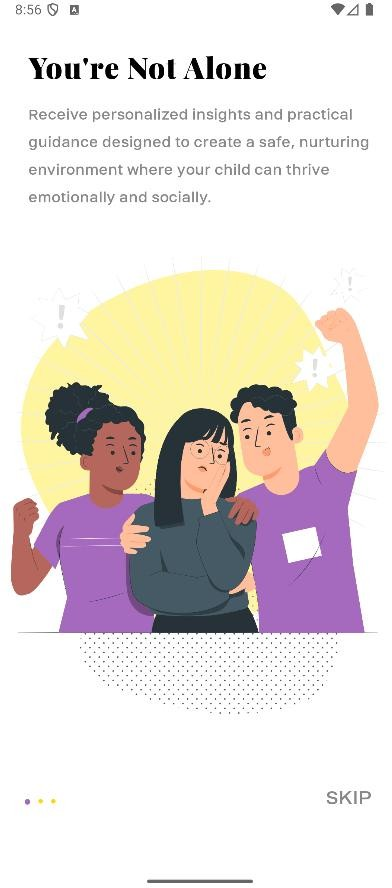 8:56
You're Not Alone
Receive personalized insights and practical
guidance designed to create a safe, nurturing
environment where your child can thrive
emotionally and socially.
!
!
!
SKIP